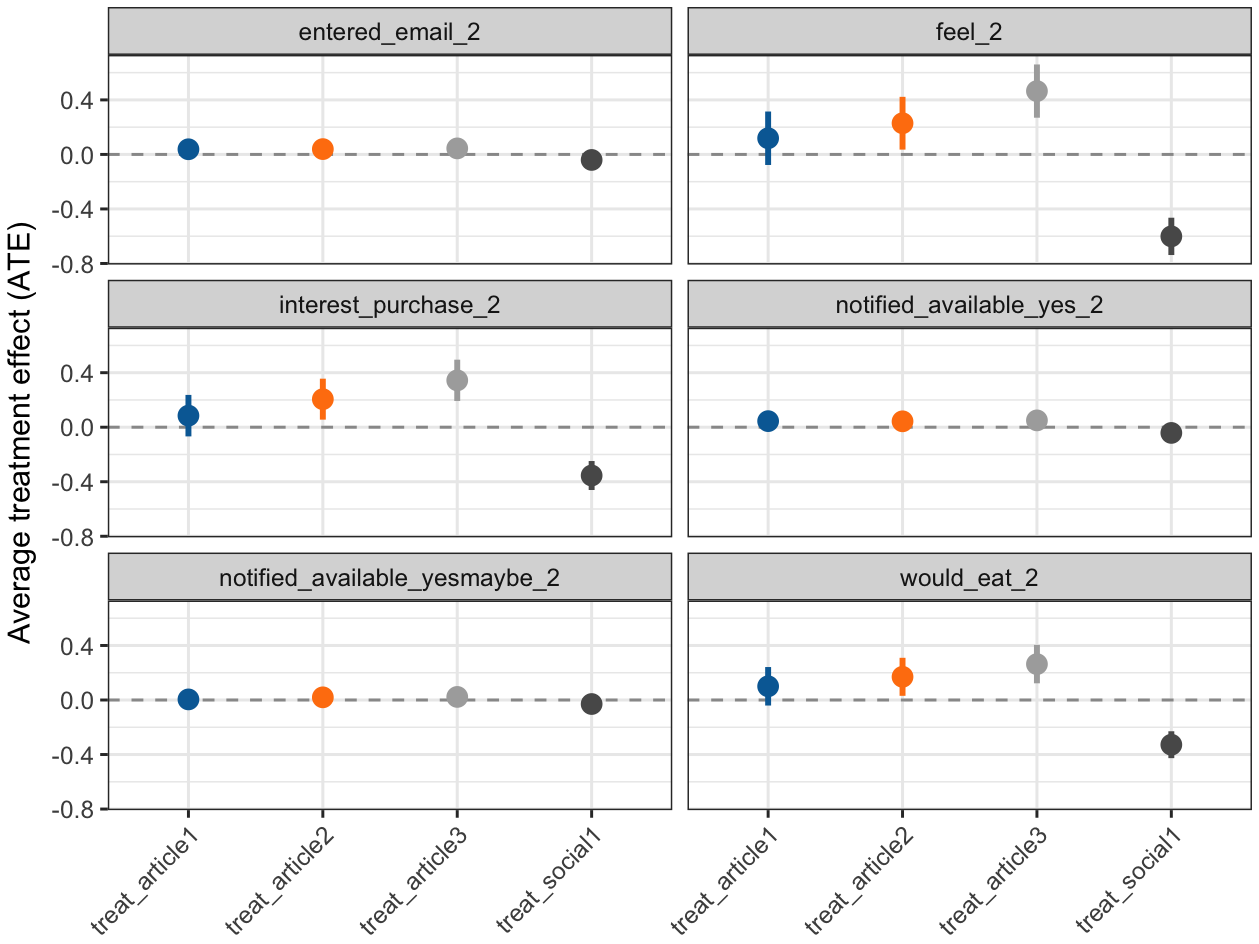 entered_email_2
feel_2
0.4
0.0
-0.4
-0.8
interest_purchase_2
notified_available_yes_2
0.4
0.0
-0.4
-0.8
notified_available_yesmaybe_2
would_eat_2
0.4
0.0
-0.4
-0.8
Average treatment effect (ATE)
treat_article1
treat_article2
treat_article3
treat_social1
treat_article1
treat_article2
treat_article3
treat_social1